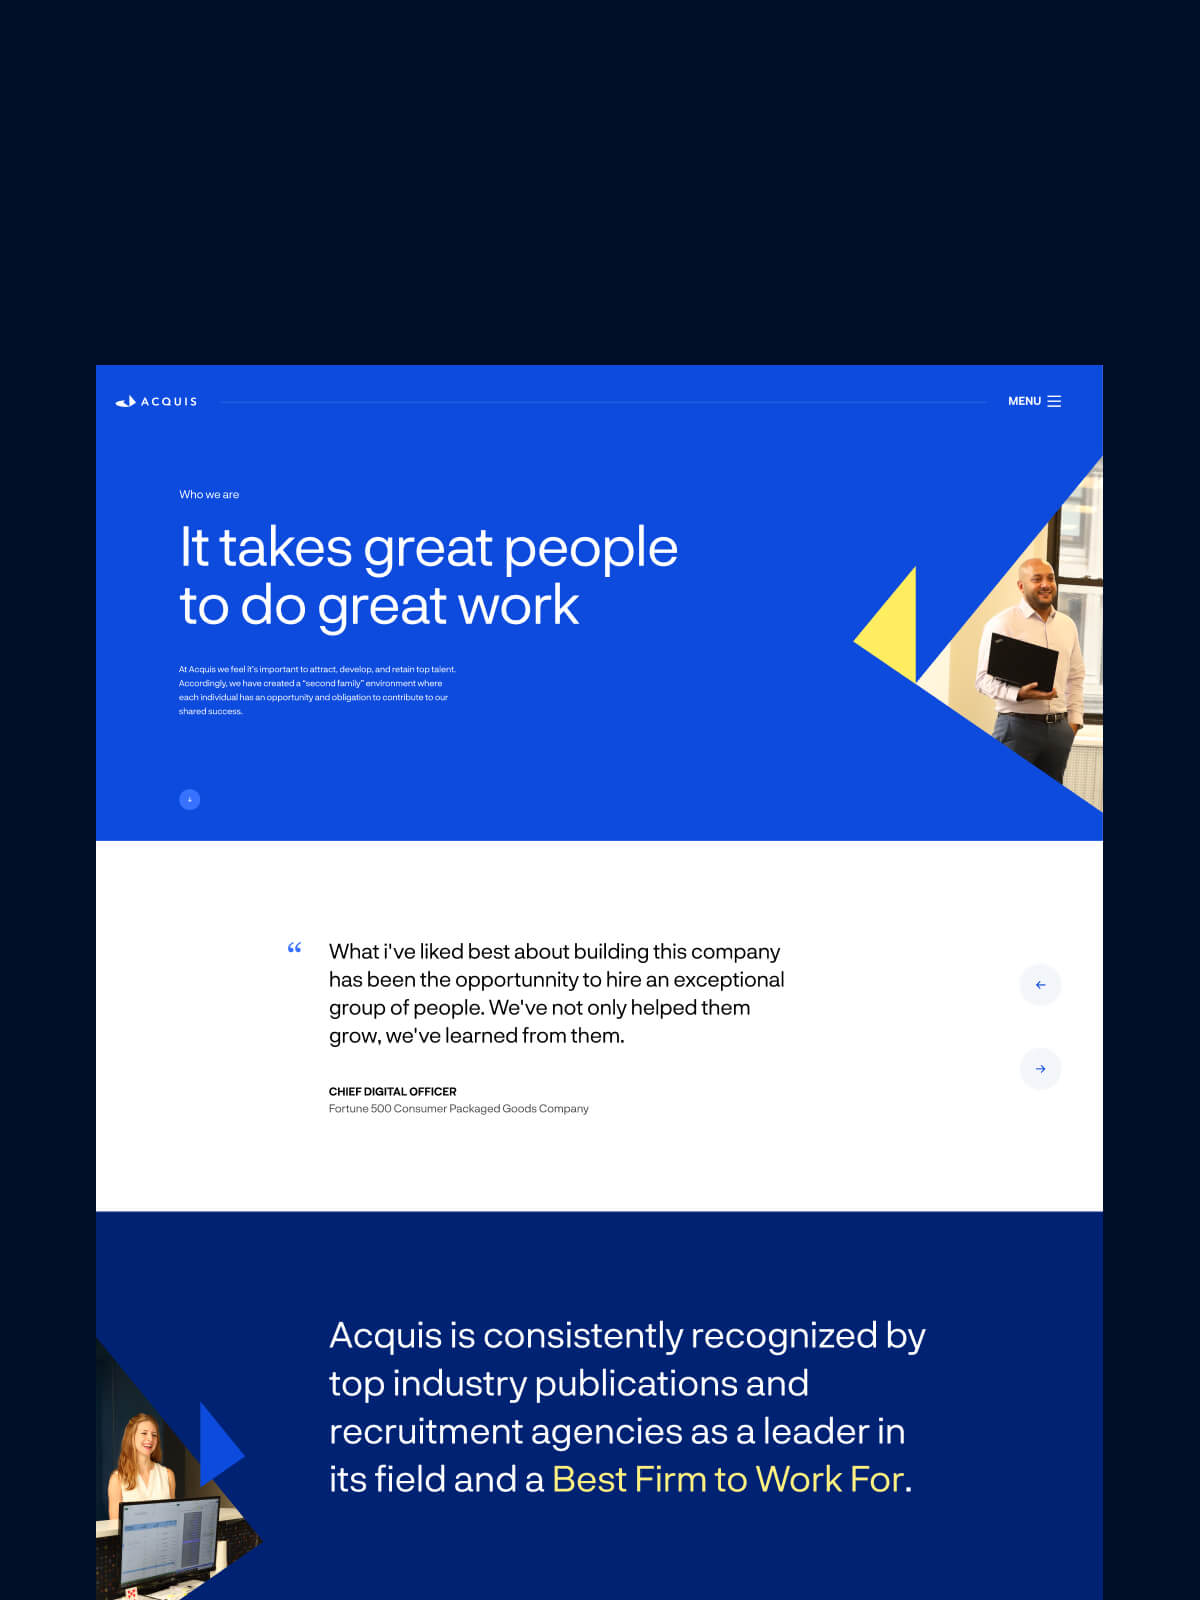 ACQUIS
MENU
Who we are
It takes great people
to do great work
At Acquis we feel it's important to attract, develop, and retain top talent.
Accordingly, we have created a “second family” environment where
each individual has an opportunity and obligation to contribute to our
shared success.
“
What i've liked best about building this company
has been the opportunnity to hire an exceptional
group of people. We've not only helped them
grow, we've learned from them.
CHIEF DIGITAL OFFICER
Fortune 500 Consumer Packaged Goods Company
Acquis is consistently recognized by
top industry publications and
recruitment agencies as a leader in
its field and a Best Firm to Work For.